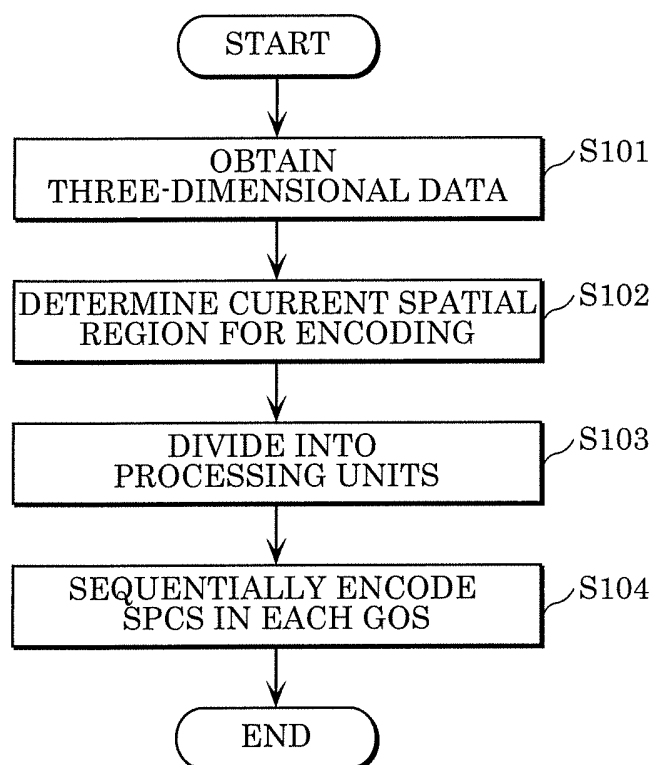 START
OBTAIN
THREE-DIMENSIONAL DATA
S101
DETERMINE CURRENT SPATIAL
REGION FOR ENCODING
S102
DIVIDE INTO
PROCESSING UNITS
S103
SEQUENTIALLY ENCODE
SPCS IN EACH GOS
S104
END